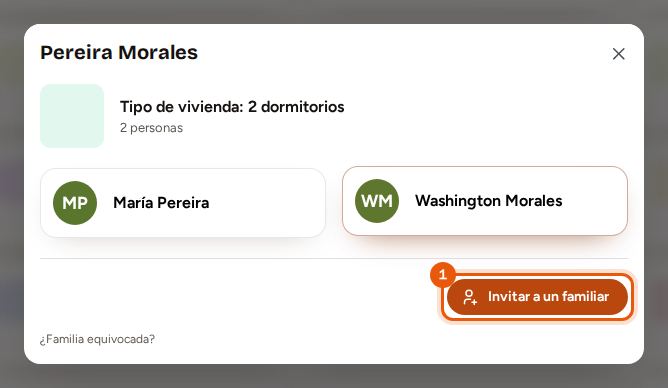 Pereira Morales
Tipo de vivienda: 2 dormitorios
2 personas
MP María Pereira
WM Washington Morales
1
Invitar a un familiar
¿Familia equivocada?